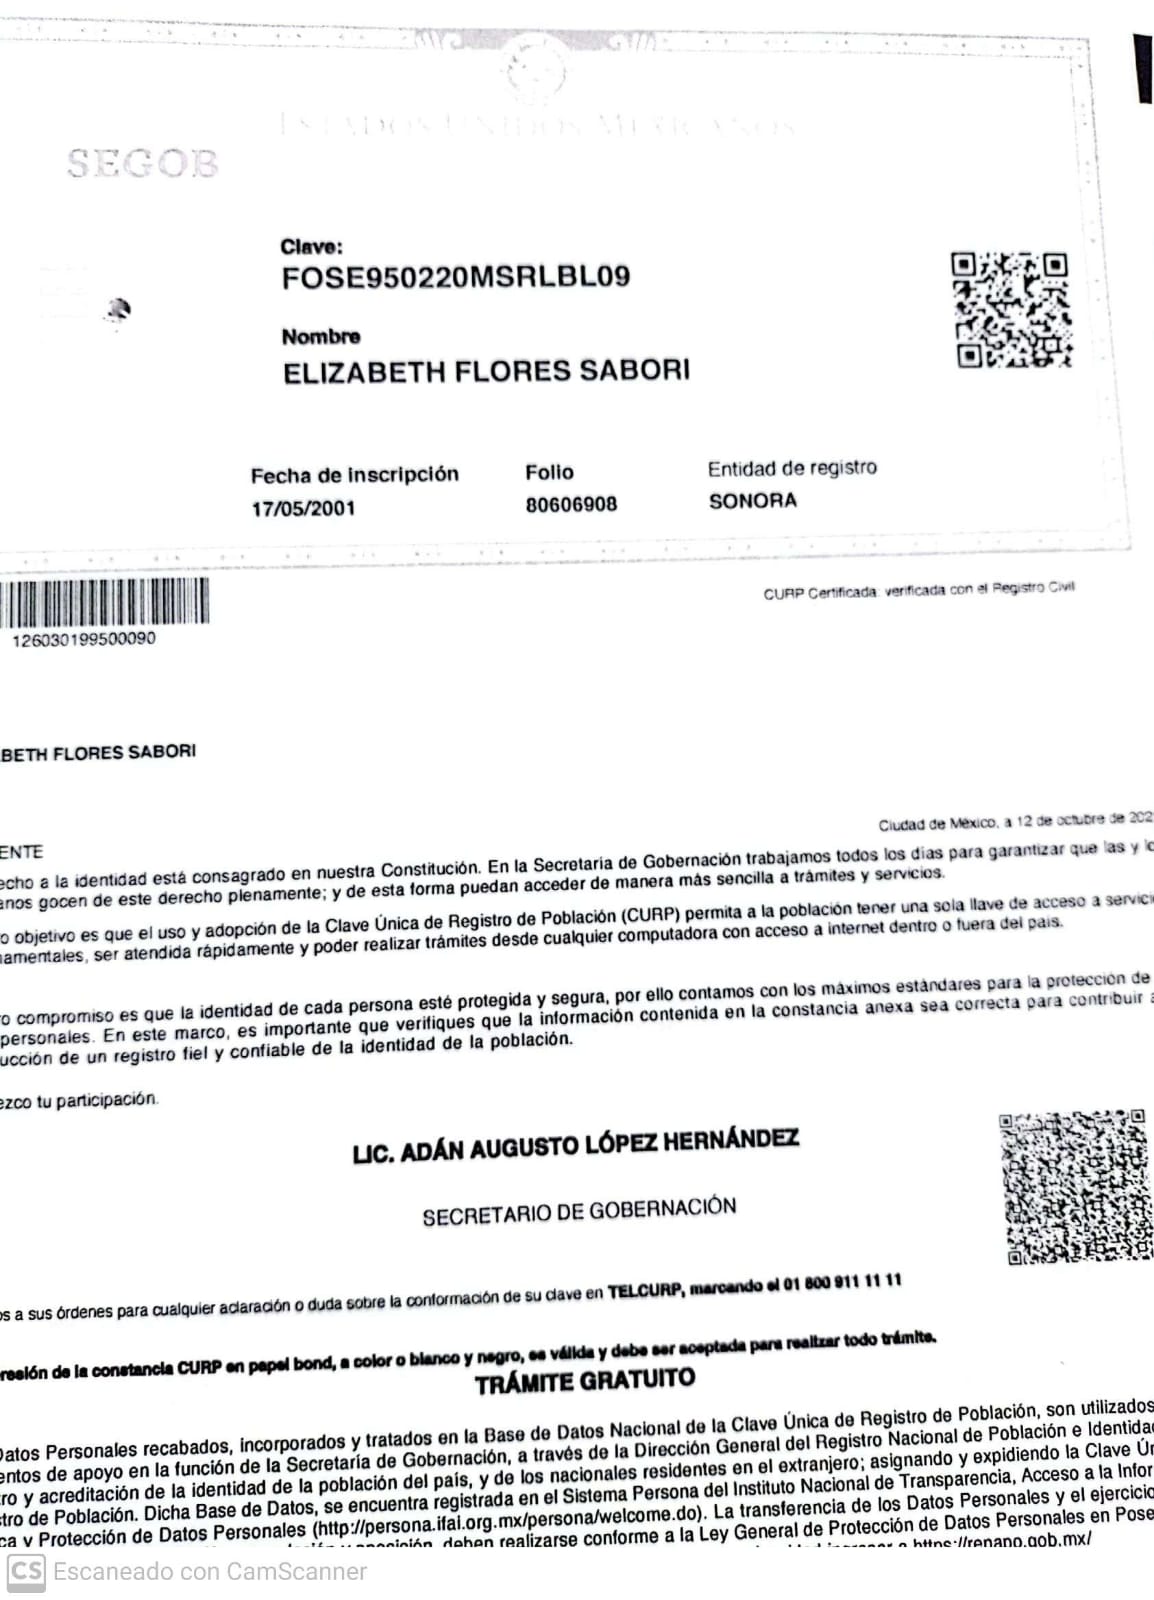 ESTADOS UNIDOS MEXICANOS
SEGOB
Clave:
FOSE950220MSRLBL09
Nombre
ELIZABETH FLORES SABORI
Fecha de inscripción Folio Entidad de registro
17/05/2001 80606908 SONORA
CURP Certificada: verificada con el Registro Civil
126030199500090
BETH FLORES SABORI
Ciudad de México, a 12 de octubre de 202
ENTE
echo a la identidad está consagrado en nuestra Constitución. En la Secretaría de Gobernación trabajamos todos los días para garantizar que las y lo
anos gocen de este derecho plenamente; y de esta forma puedan acceder de manera más sencilla a trámites y servicios.
o objetivo es que el uso y adopción de la Clave Única de Registro de Población (CURP) permita a la población tener una sola llave de acceso a servici
amentales, ser atendida rápidamente y poder realizar trámites desde cualquier computadora con acceso a internet dentro o fuera del país.
o compromiso es que la identidad de cada persona esté protegida y segura, por ello contamos con los máximos estándares para la protección de
personales. En este marco, es importante que verifiques que la información contenida en la constancia anexa sea correcta para contribuir a
ucción de un registro fiel y confiable de la identidad de la población.
ezco tu participación.
LIC. ADÁN AUGUSTO LÓPEZ HERNÁNDEZ
SECRETARIO DE GOBERNACIÓN
os a sus órdenes para cualquier aclaración o duda sobre la conformación de su clave en TELCURP, marcando el 01 800 911 11 11
resión de la constancia CURP en papel bond, a color o blanco y negro, es válida y debe ser aceptada para realizar todo trámite.
TRÁMITE GRATUITO
Datos Personales recabados, incorporados y tratados en la Base de Datos Nacional de la Clave Única de Registro de Población, son utilizados
entos de apoyo en la función de la Secretaría de Gobernación, a través de la Dirección General del Registro Nacional de Población e Identidad
ro y acreditación de la identidad de la población del país, y de los nacionales residentes en el extranjero; asignando y expidiendo la Clave Ún
tro de Población. Dicha Base de Datos, se encuentra registrada en el Sistema Persona del Instituto Nacional de Transparencia, Acceso a la Infor
ca y Protección de Datos Personales (http://persona.ifai.org.mx/persona/welcome.do). La transferencia de los Datos Personales y el ejercicio
deben realizarse conforme a la Ley General de Protección de Datos Personales en Pose
https://renapo.gob.mx/
CS Escaneado con CamScanner